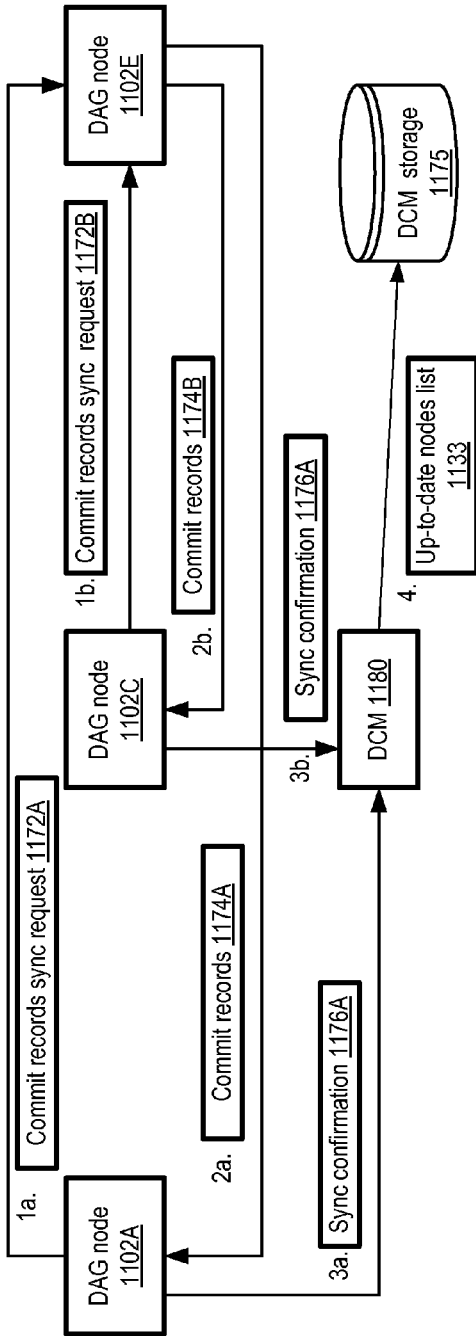 1a.
Commit records sync request 1172A
DAG node
1102A
DAG node
1102C
DAG node
1102E
1b.
Commit records sync request 1172B
Commit records 1174B
2b.
Commit records 1174A
2a.
Sync confirmation 1176A
3b.
Sync confirmation 1176A
3a.
DCM 1180
4.
Up-to-date nodes list
1133
DCM storage
1175